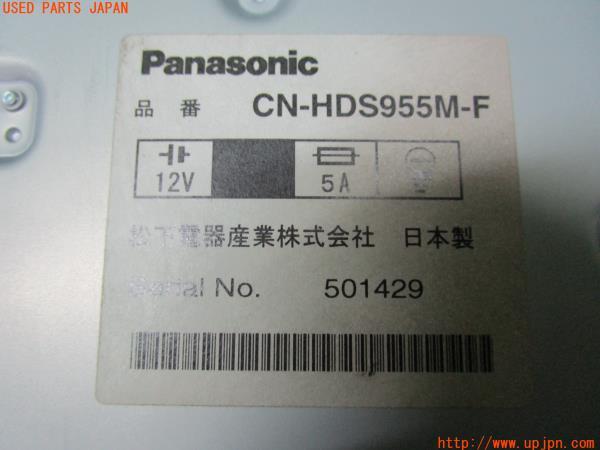 USED PARTS JAPAN
Panasonic
品番 CN-HDS955M-F
12V 5A
松下電器産業株式会社 日本製
Serial No. 501429
http://www.upjpn.com